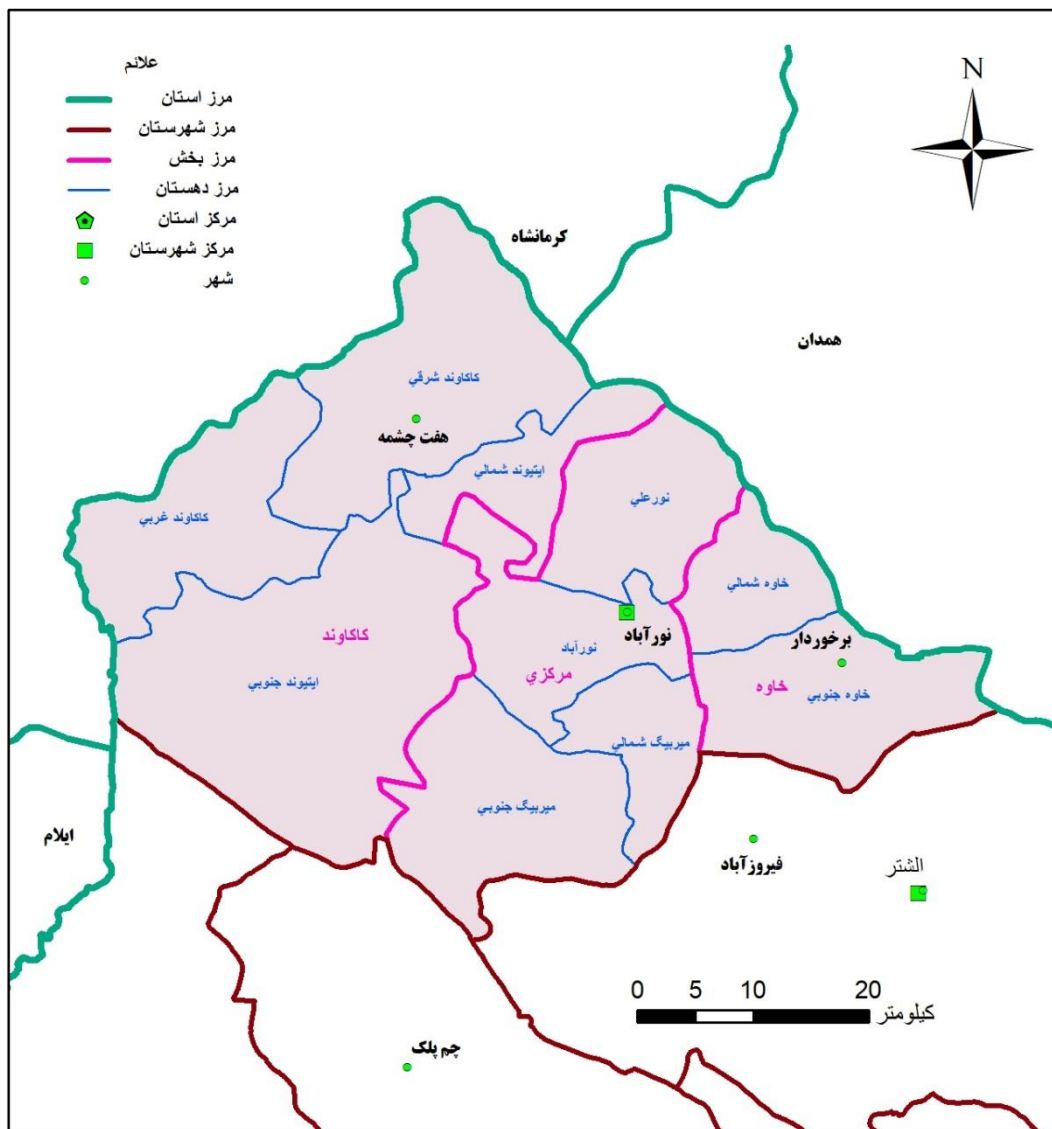 علائم
مرز استان
مرز شهرستان
مرز بخش
مرز دهستان
مرکز استان
مرکز شهرستان
شهر
N
کرمانشاه
همدان
کاکاوند شرقي
هفت چشمه
ايتيوند شمالي
نورعلي
کاکاوند غربي
خاوه شمالي
کاکاوند
نورآباد
نورآباد
برخوردار
مرکزي
خاوه
خاوه جنوبي
ايتيوند جنوبي
ميربيگ شمالي
ميربيگ جنوبي
ايلام
فيروزآباد
الشتر
0 5 10 20
کیلومتر
چم پلک